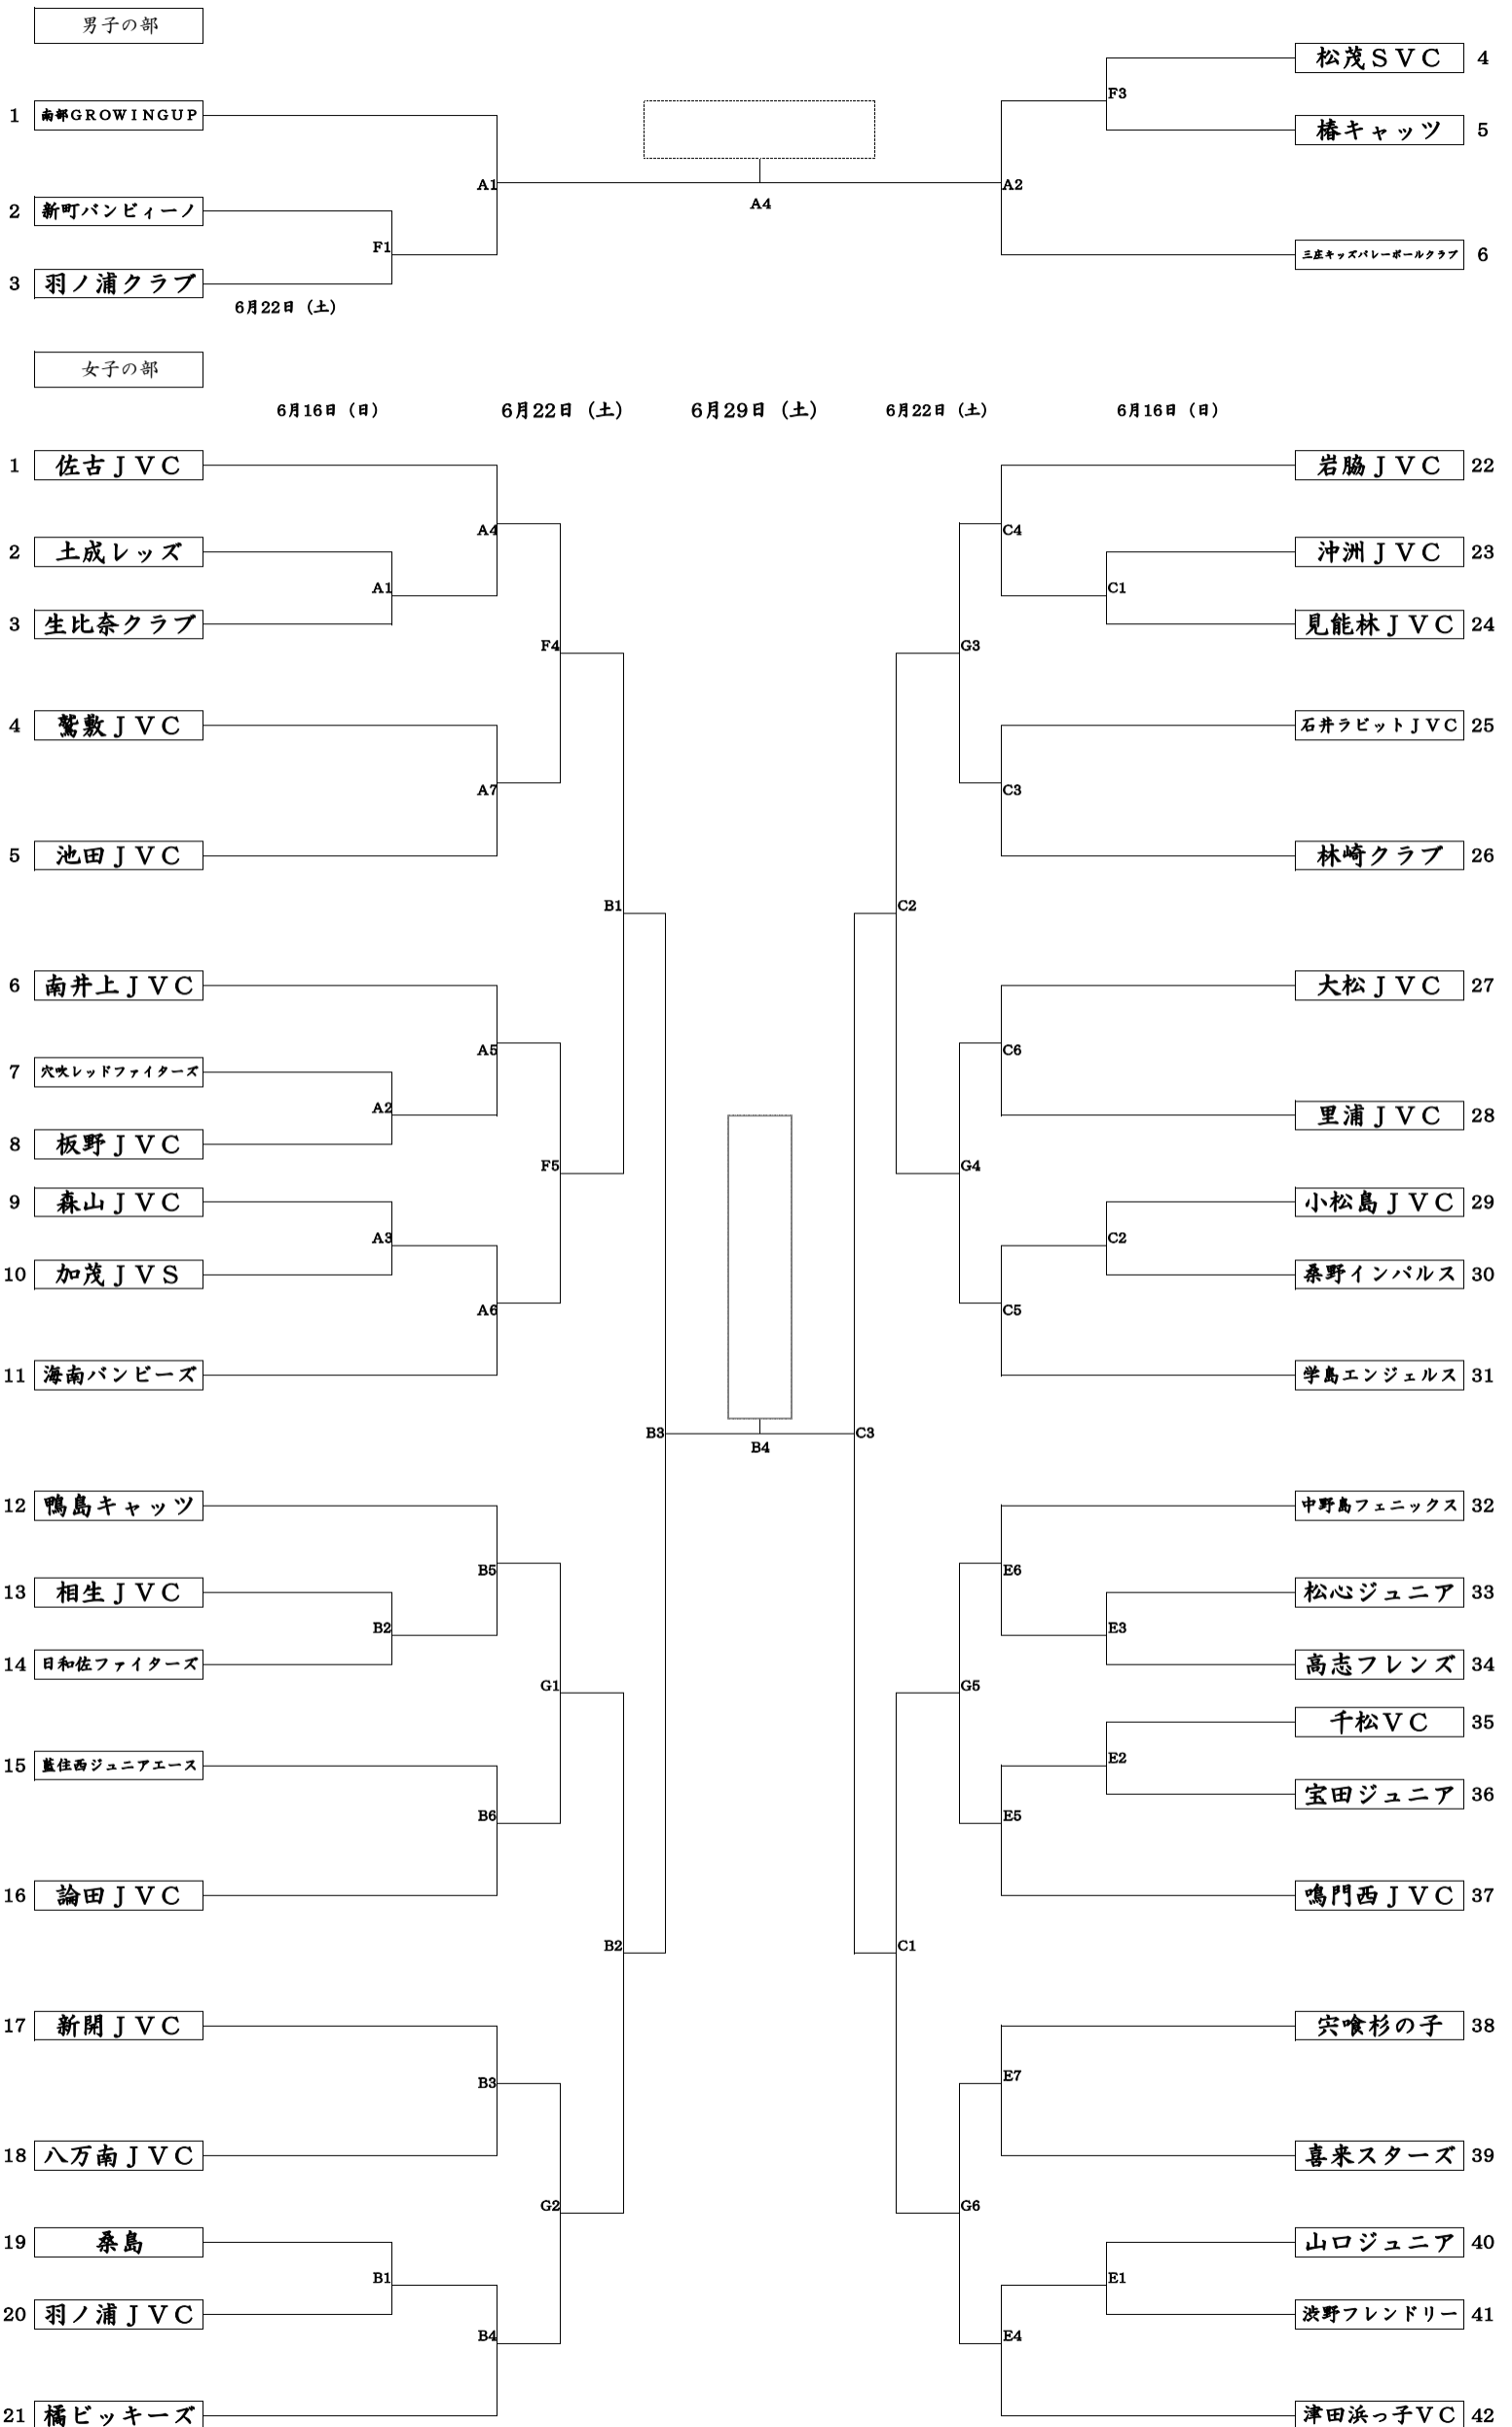 男子の部
松茂ＳＶＣ 4
F3
1 南部ＧＲＯＷＩＮＧＵＰ
椿キャッツ 5
A1
A2
A4
2 新町バンビィーノ
F1
三庄キッズバレーボールクラブ 6
3 羽ノ浦クラブ
6月22日（土）
女子の部
6月16日（日） 6月22日（土） 6月29日（土） 6月22日（土） 6月16日（日）
1 佐古ＪＶＣ
岩脇ＪＶＣ 22
A4
C4
2 土成レッズ
沖洲ＪＶＣ 23
A1
C1
3 生比奈クラブ
見能林ＪＶＣ 24
F4
G3
4 鷲敷ＪＶＣ
石井ラビットＪＶＣ 25
A7
C3
5 池田ＪＶＣ
林崎クラブ 26
B1
C2
6 南井上ＪＶＣ
大松ＪＶＣ 27
A5
C6
7 穴吹レッドファイターズ
A2
里浦ＪＶＣ 28
8 板野ＪＶＣ
F5
G4
9 森山ＪＶＣ
小松島ＪＶＣ 29
A3
C2
10 加茂ＪＶＳ
桑野インパルス 30
A6
C5
11 海南バンビーズ
学島エンジェルス 31
B3
C3
B4
12 鴨島キャッツ
中野島フェニックス 32
B5
E6
13 相生ＪＶＣ
松心ジュニア 33
B2
E3
14 日和佐ファイターズ
高志フレンズ 34
G1
G5
千松ＶＣ 35
E2
15 藍住西ジュニアエース
宝田ジュニア 36
B6
E5
16 論田ＪＶＣ
鳴門西ＪＶＣ 37
B2
C1
17 新開ＪＶＣ
宍喰杉の子 38
B3
E7
18 八万南ＪＶＣ
喜来スターズ 39
G2
G6
19 桑島
山口ジュニア 40
B1
E1
20 羽ノ浦ＪＶＣ
渋野フレンドリー 41
B4
E4
21 橘ビッキーズ
津田浜っ子ＶＣ 42